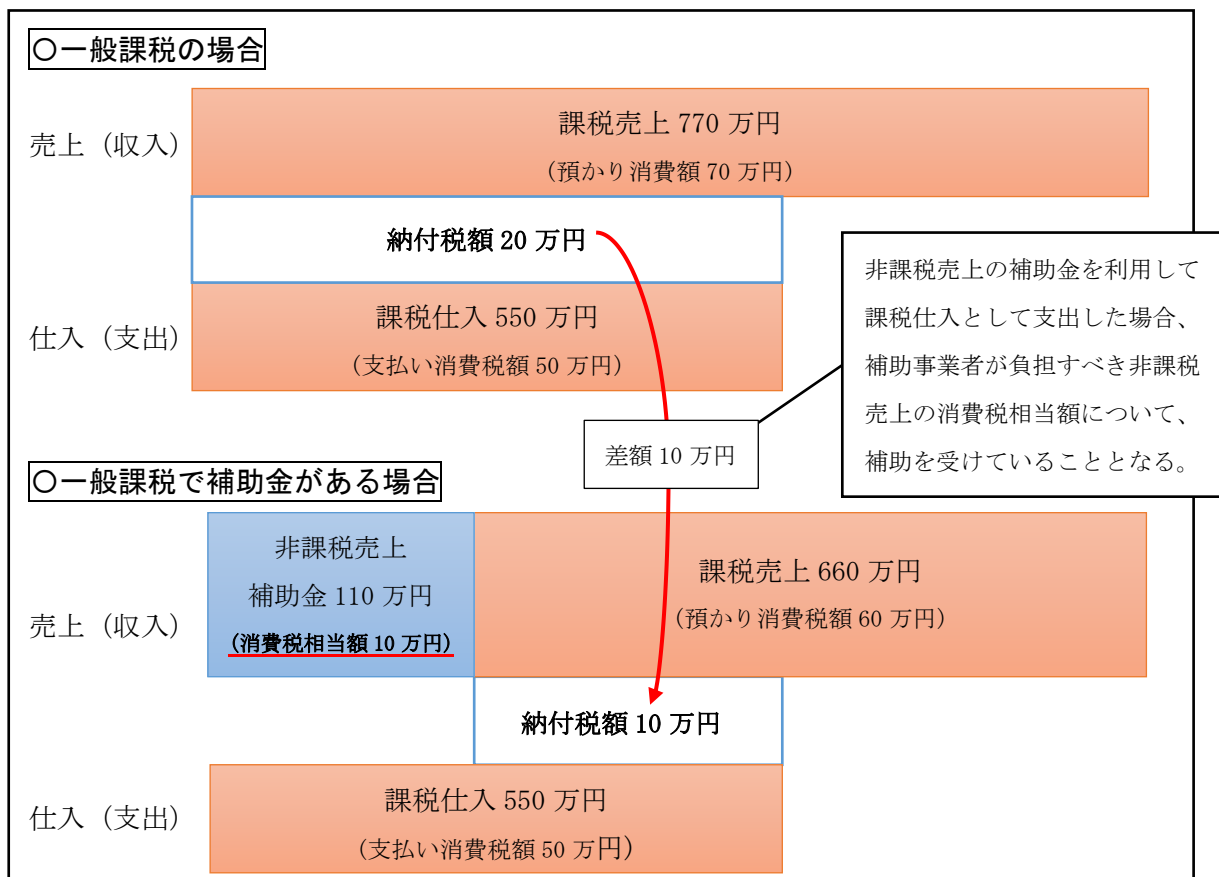 〇一般課税の場合
売上（収入）
課税売上 770 万円
（預かり消費額 70 万円）
納付税額 20 万円
仕入（支出）
課税仕入 550 万円
（支払い消費税額 50 万円）
非課税売上の補助金を利用して
課税仕入として支出した場合、
補助事業者が負担すべき非課税
売上の消費税相当額について、
補助を受けていることとなる。
差額 10 万円
〇一般課税で補助金がある場合
売上（収入）
非課税売上
補助金 110 万円
（消費税相当額 10 万円）
課税売上 660 万円
（預かり消費税額 60 万円）
納付税額 10 万円
仕入（支出）
課税仕入 550 万円
（支払い消費税額 50 万円）